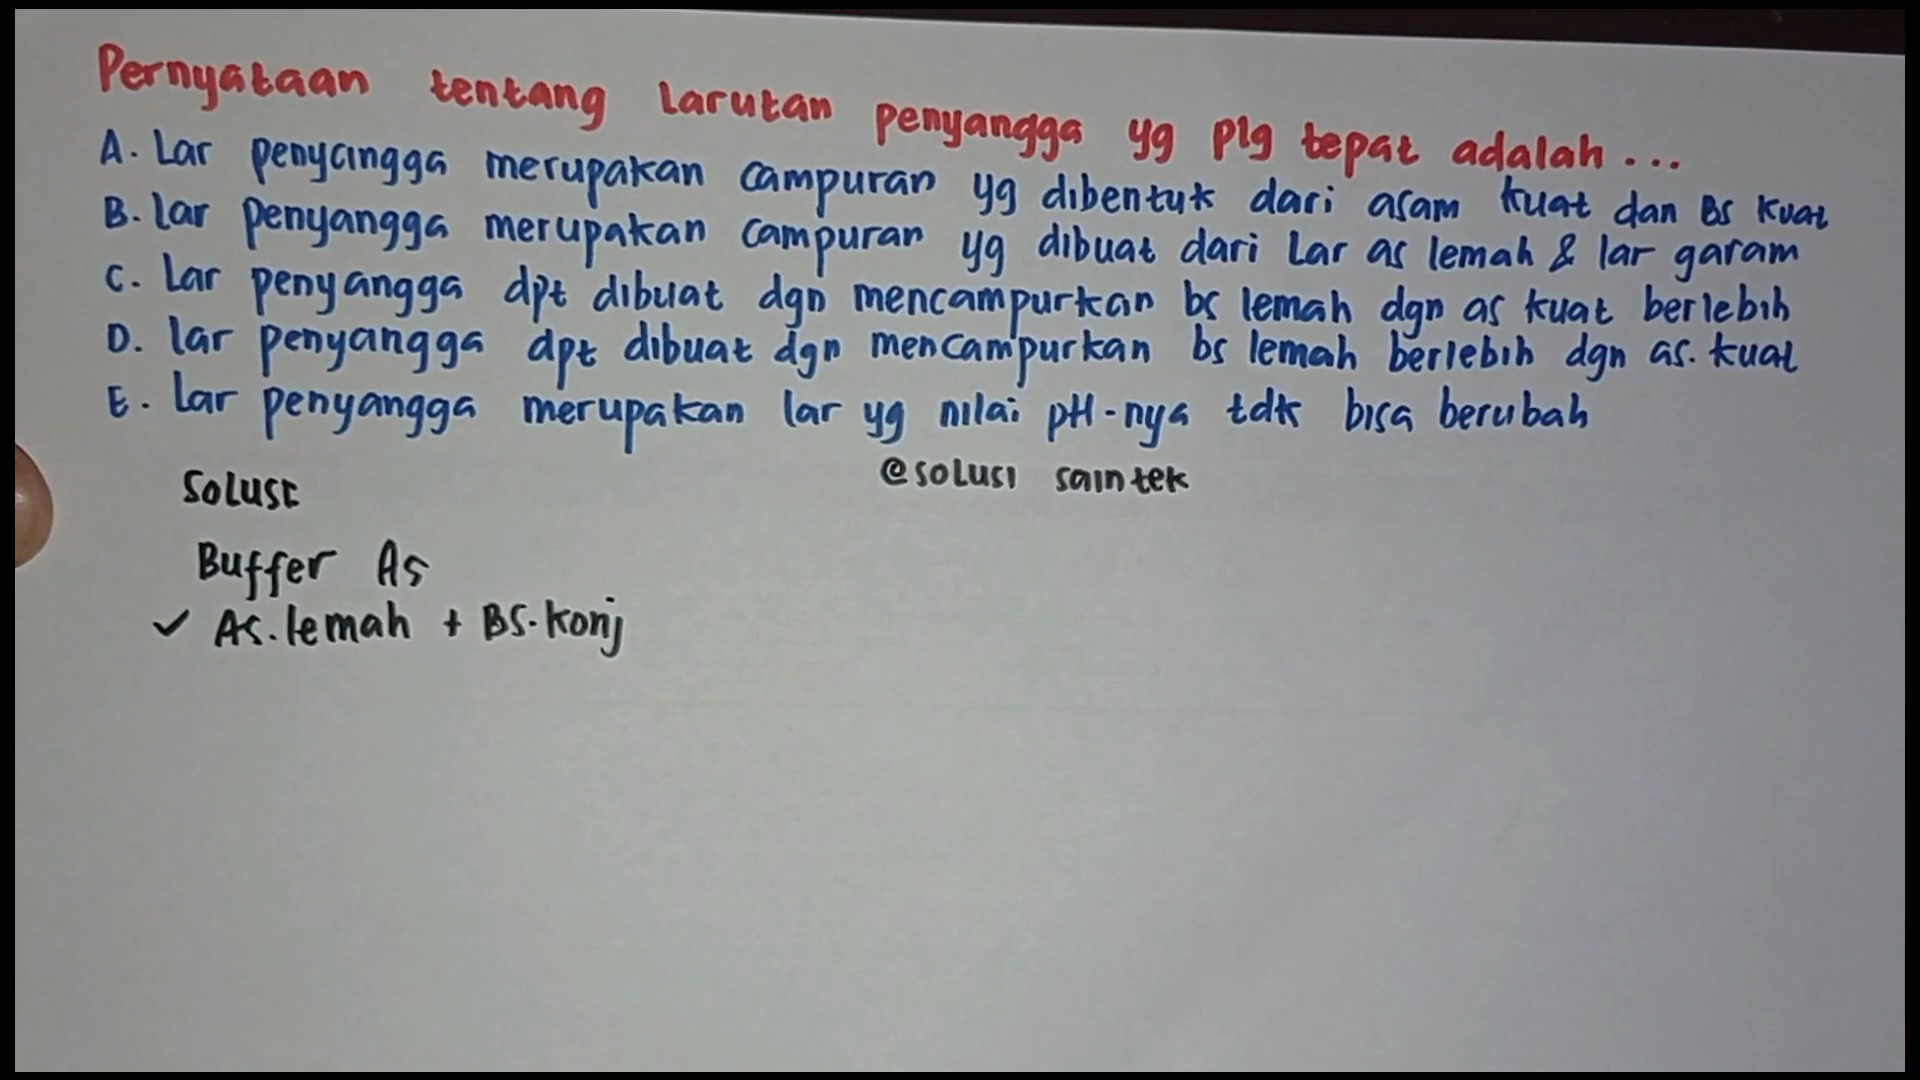 Pernyataan tentang Larutan penyangga yg plg tepat adalah...
A. Lar penyangga merupakan campuran yg dibentuk dari asam kuat dan Bs kuat
B. lar penyangga merupakan campuran yg dibuat dari Lar as lemah & lar garam
C. Lar penyangga dpt dibuat dgn mencampurkan bs lemah dgn as kuat berlebih
D. lar penyangga dpt dibuat dgn mencampurkan bs lemah berlebih dgn as. kuat
E. Lar penyangga merupakan lar yg nilai pH-nya tdk bisa berubah
@solusi saintek
Solusi
Buffer As
✓ As.lemah + BS.konj